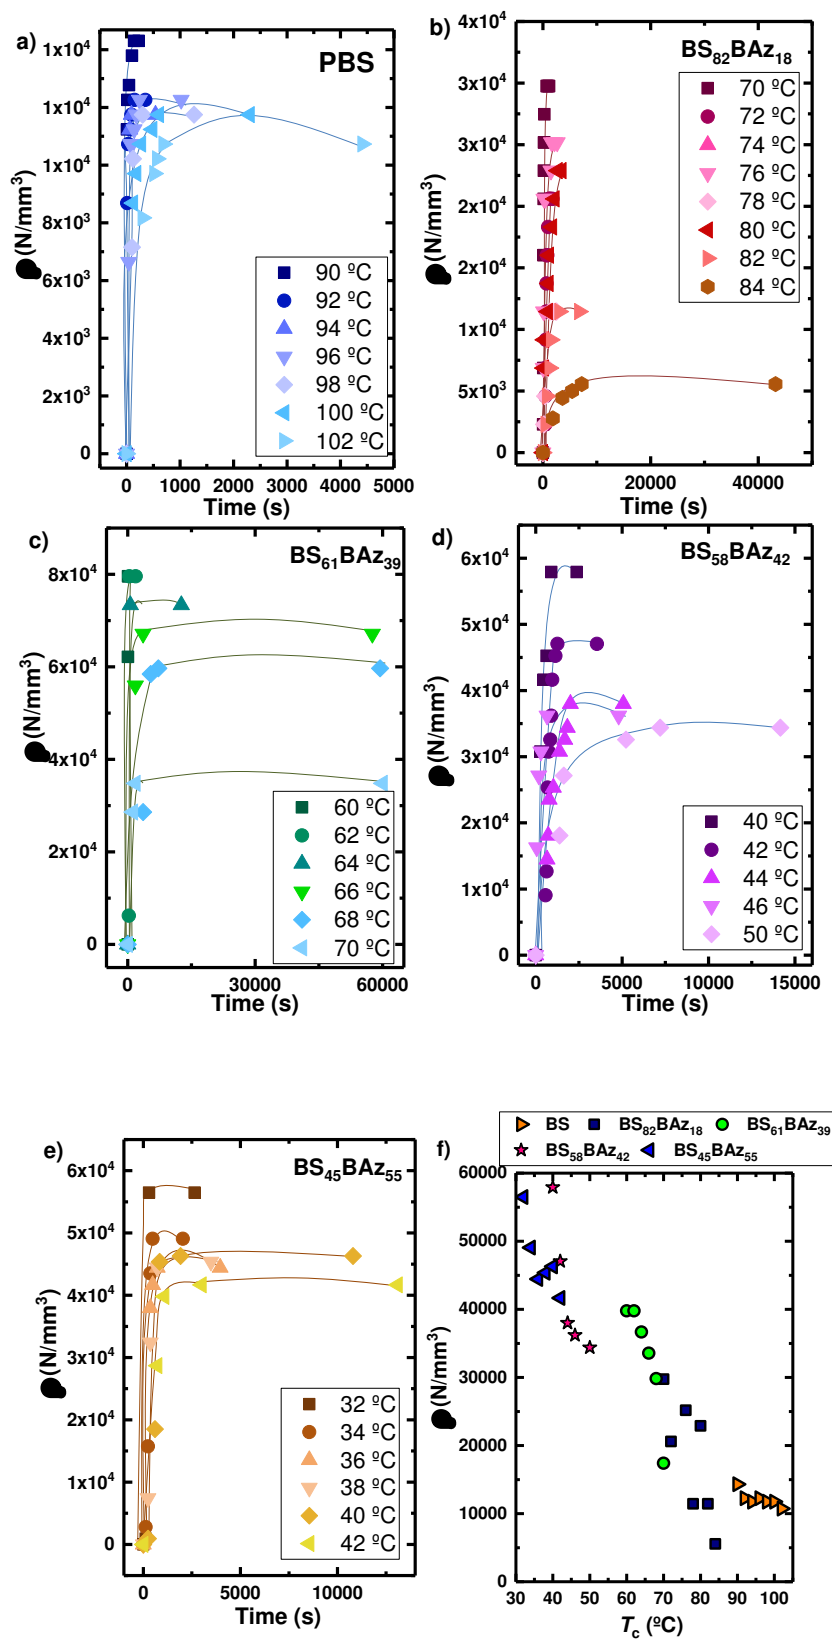 a)
PBS
(N/mm³)
1x10⁴
1x10⁴
1x10⁴
8x10³
6x10³
4x10³
2x10³
0
90 ºC
92 ºC
94 ºC
96 ºC
98 ºC
100 ºC
102 ºC
0 1000 2000 3000 4000 5000
Time (s)
b)
BS₈₂BAz₁₈
(N/mm³)
4x10⁴
3x10⁴
3x10⁴
2x10⁴
2x10⁴
1x10⁴
5x10³
0
70 ºC
72 ºC
74 ºC
76 ºC
78 ºC
80 ºC
82 ºC
84 ºC
0 20000 40000
Time (s)
c)
BS₆₁BAz₃₉
(N/mm³)
8x10⁴
6x10⁴
4x10⁴
2x10⁴
0
60 ºC
62 ºC
64 ºC
66 ºC
68 ºC
70 ºC
0 30000 60000
Time (s)
d)
BS₅₈BAz₄₂
(N/mm³)
6x10⁴
5x10⁴
4x10⁴
3x10⁴
2x10⁴
1x10⁴
0
40 ºC
42 ºC
44 ºC
46 ºC
50 ºC
0 5000 10000 15000
Time (s)
e)
BS₄₅BAz₅₅
(N/mm³)
6x10⁴
5x10⁴
4x10⁴
3x10⁴
2x10⁴
1x10⁴
0
32 ºC
34 ºC
36 ºC
38 ºC
40 ºC
42 ºC
0 5000 10000
Time (s)
BS BS₈₂BAz₁₈ BS₆₁BAz₃₉
BS₅₈BAz₄₂ BS₄₅BAz₅₅
f)
(N/mm³)
60000
50000
40000
30000
20000
10000
0
30 40 50 60 70 80 90 100
T_c (ºC)